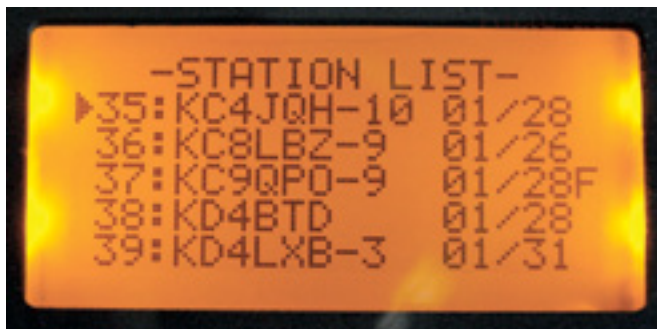 -STATION LIST-
▶35:KC4JQH-10 01/28
36:KC8LBZ-9 01/26
37:KC9QPO-9 01/28F
38:KD4BTD 01/28
39:KD4LXB-3 01/31